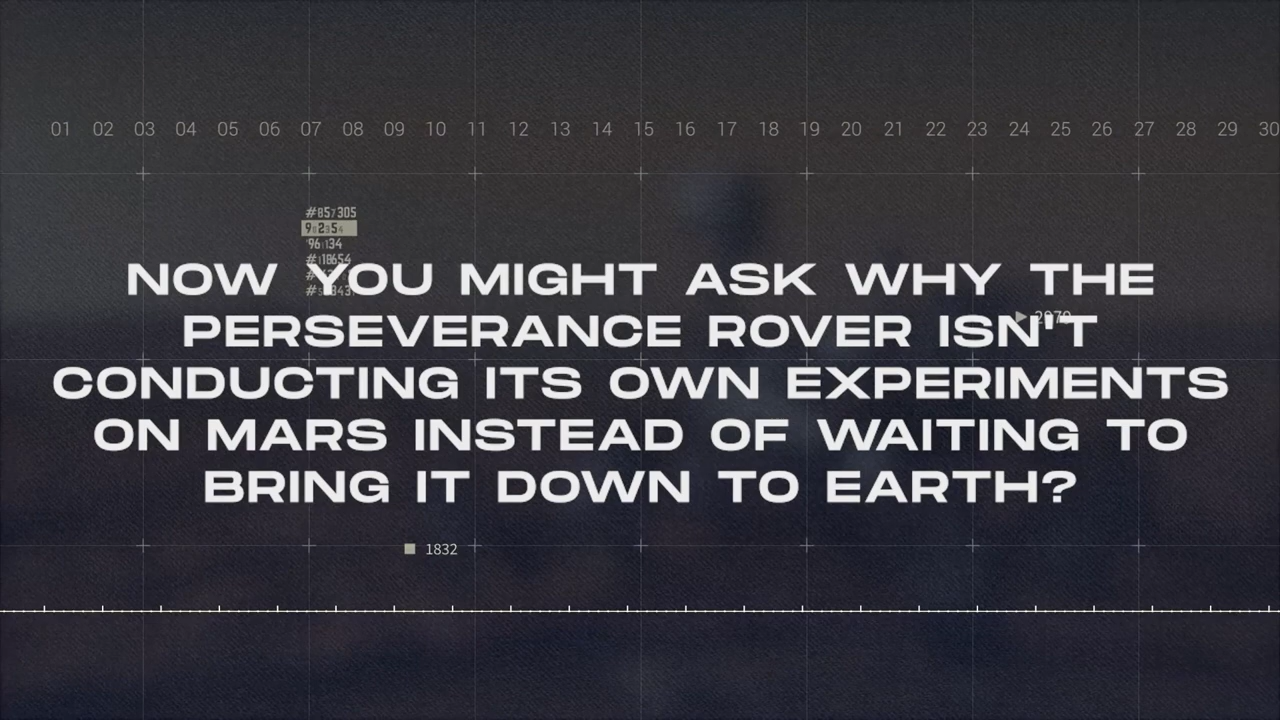 01 02 03 04 05 06 07 08 09 10 11 12 13 14 15 16 17 18 19 20 21 22 23 24 25 26 27 28 29 30
NOW YOU MIGHT ASK WHY THE
PERSEVERANCE ROVER ISN'T
CONDUCTING ITS OWN EXPERIMENTS
ON MARS INSTEAD OF WAITING TO
BRING IT DOWN TO EARTH?
1832